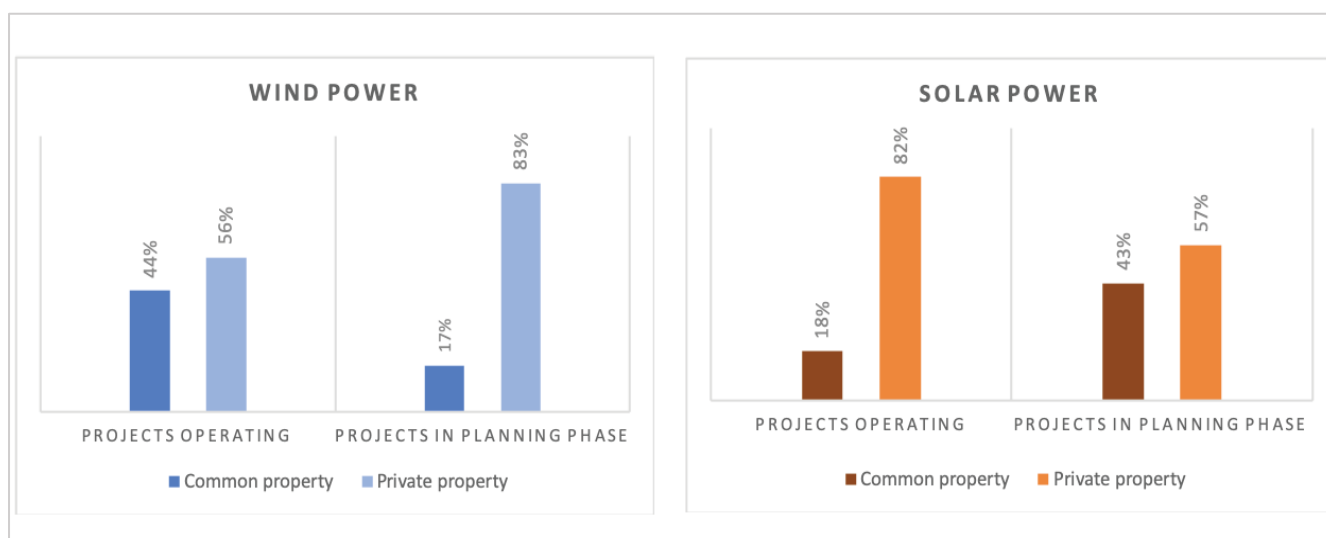 WIND POWER
44%
56%
17%
83%
PROJECTS OPERATING
PROJECTS IN PLANNING PHASE
Common property
Private property
SOLAR POWER
18%
82%
43%
57%
PROJECTS OPERATING
PROJECTS IN PLANNING PHASE
Common property
Private property